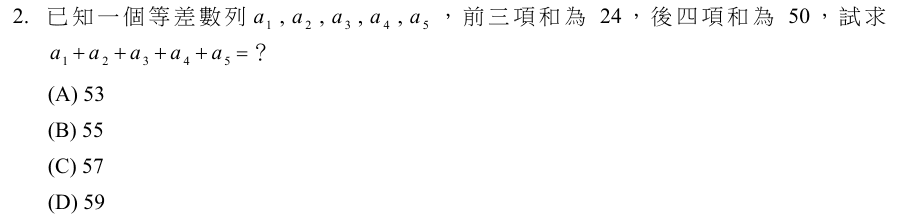 2. 已知一個等差數列 a₁ , a₂ , a₃ , a₄ , a₅ ,前三項和為 24,後四項和為 50,試求
a₁+a₂+a₃+a₄+a₅=?
(A) 53
(B) 55
(C) 57
(D) 59